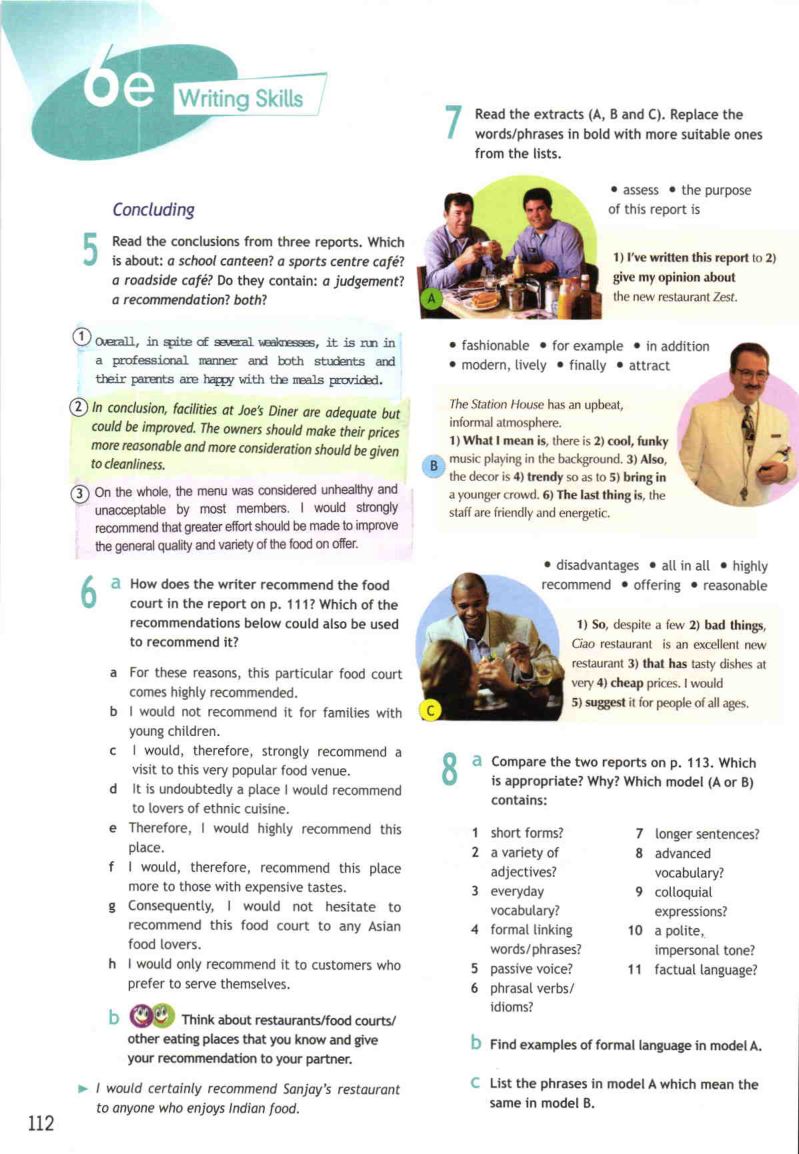 6e Writing Skills
Concluding
5 Read the conclusions from three reports. Which
is about: a school canteen? a sports centre café?
a roadside café? Do they contain: a judgement?
a recommendation? both?
1 Overall, in spite of several weaknesses, it is run in
a professional manner and both students and
their parents are happy with the meals provided.
2 In conclusion, facilities at Joe's Diner are adequate but
could be improved. The owners should make their prices
more reasonable and more consideration should be given
to cleanliness.
3 On the whole, the menu was considered unhealthy and
unacceptable by most members. I would strongly
recommend that greater effort should be made to improve
the general quality and variety of the food on offer.
6 a How does the writer recommend the food
court in the report on p. 111? Which of the
recommendations below could also be used
to recommend it?
a For these reasons, this particular food court
comes highly recommended.
b I would not recommend it for families with
young children.
c I would, therefore, strongly recommend a
visit to this very popular food venue.
d It is undoubtedly a place I would recommend
to lovers of ethnic cuisine.
e Therefore, I would highly recommend this
place.
f I would, therefore, recommend this place
more to those with expensive tastes.
g Consequently, I would not hesitate to
recommend this food court to any Asian
food lovers.
h I would only recommend it to customers who
prefer to serve themselves.
b Think about restaurants/food courts/
other eating places that you know and give
your recommendation to your partner.
► I would certainly recommend Sanjay's restaurant
to anyone who enjoys Indian food.
112
7 Read the extracts (A, B and C). Replace the
words/phrases in bold with more suitable ones
from the lists.
• assess • the purpose
of this report is
A
1) I've written this report to 2)
give my opinion about
the new restaurant Zest.
• fashionable • for example • in addition
• modern, lively • finally • attract
B
The Station House has an upbeat,
informal atmosphere.
1) What I mean is, there is 2) cool, funky
music playing in the background. 3) Also,
the decor is 4) trendy so as to 5) bring in
a younger crowd. 6) The last thing is, the
staff are friendly and energetic.
• disadvantages • all in all • highly
recommend • offering • reasonable
C
1) So, despite a few 2) bad things,
Ciao restaurant is an excellent new
restaurant 3) that has tasty dishes at
very 4) cheap prices. I would
5) suggest it for people of all ages.
8 a Compare the two reports on p. 113. Which
is appropriate? Why? Which model (A or B)
contains:
1 short forms?
2 a variety of
adjectives?
3 everyday
vocabulary?
4 formal linking
words/phrases?
5 passive voice?
6 phrasal verbs/
idioms?
7 longer sentences?
8 advanced
vocabulary?
9 colloquial
expressions?
10 a polite,
impersonal tone?
11 factual language?
b Find examples of formal language in model A.
c List the phrases in model A which mean the
same in model B.